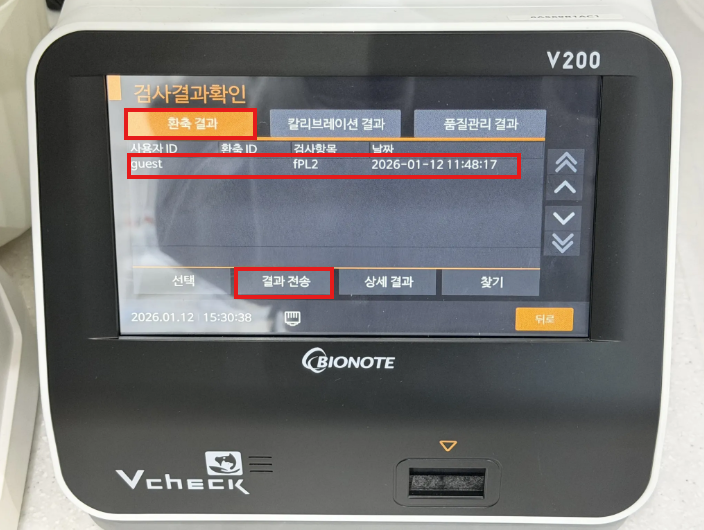 V200
검사결과확인
환축 결과 칼리브레이션 결과 품질관리 결과
사용자 ID 환축 ID 검사항목 날짜
guest fPL2 2026-01-12 11:48:17
선택 결과 전송 상세 결과 찾기
2026.01.12 15:30:38 뒤로
BIONOTE
Vcheck